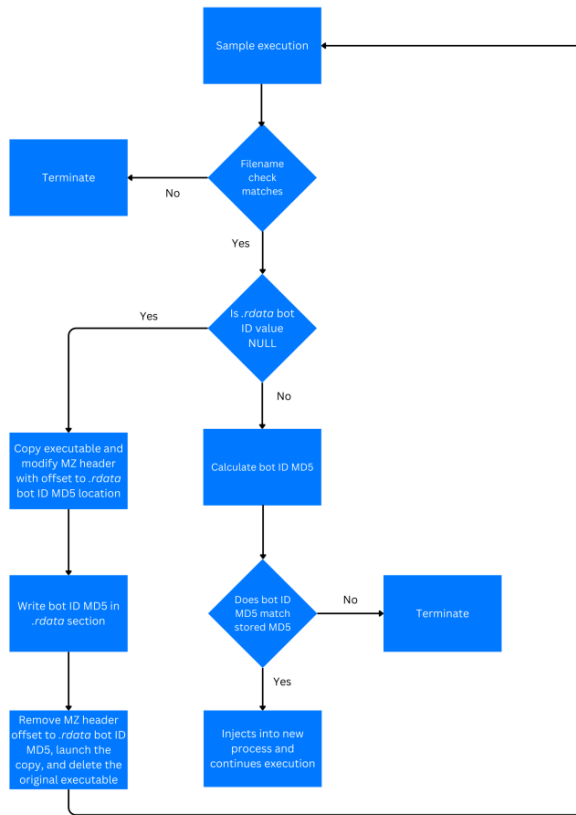 Sample execution
Filename
check
matches
Terminate
No
Yes
Is .rdata bot
ID value
NULL
Yes
No
Copy executable and
modify MZ header
with offset to .rdata
bot ID MD5 location
Calculate bot ID MD5
Write bot ID MD5 in
.rdata section
Does bot ID
MD5 match
stored MD5
No
Terminate
Yes
Remove MZ header
offset to .rdata bot ID
MD5, launch the
copy, and delete the
original executable
Injects into new
process and
continues execution